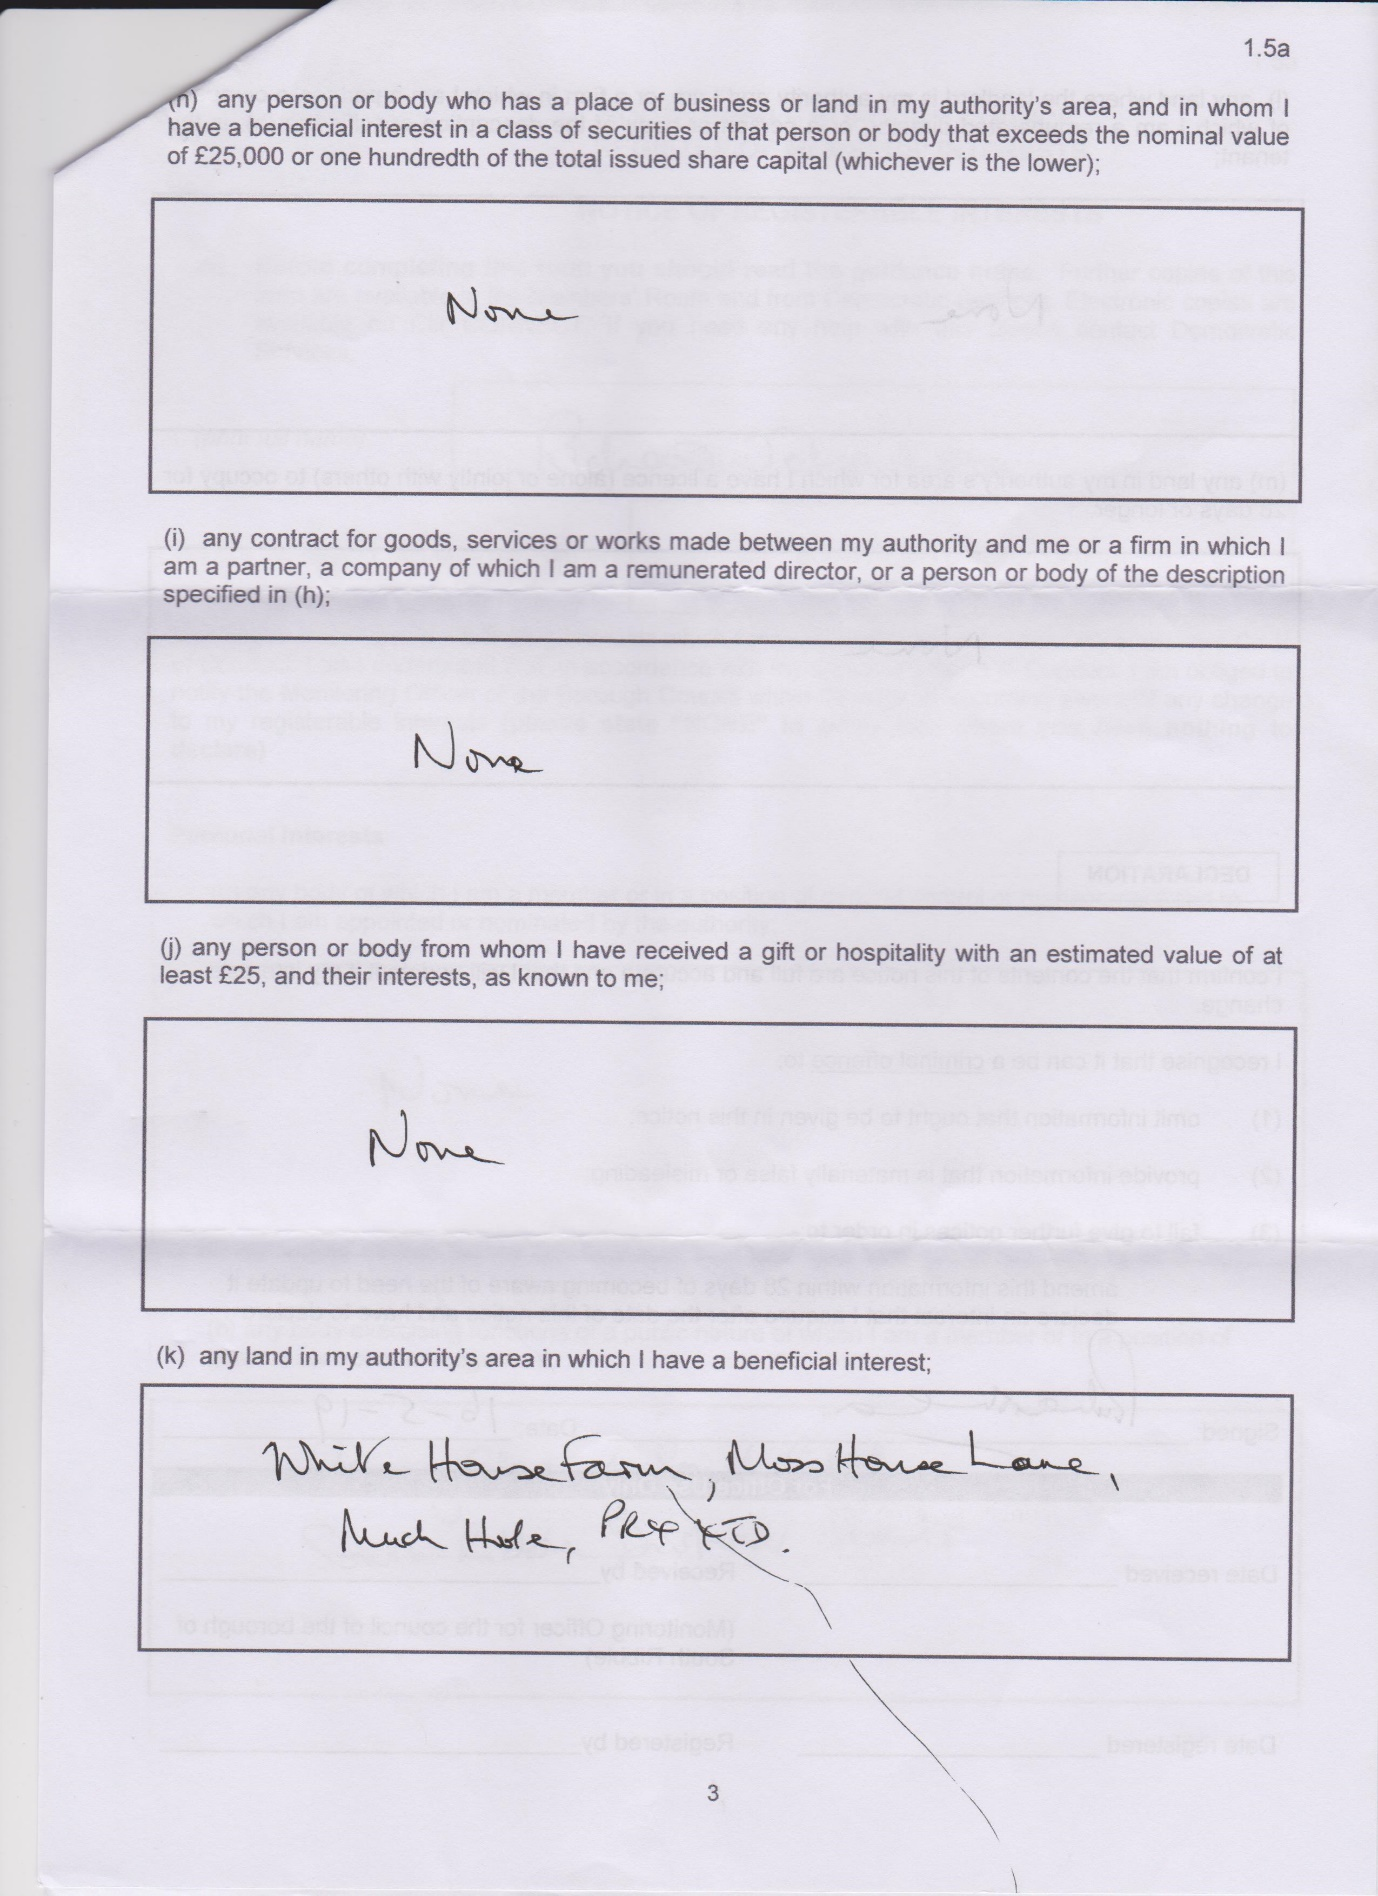 1.5a
(h) any person or body who has a place of business or land in my authority's area, and in whom I
have a beneficial interest in a class of securities of that person or body that exceeds the nominal value
of £25,000 or one hundredth of the total issued share capital (whichever is the lower);
None
(i) any contract for goods, services or works made between my authority and me or a firm in which I
am a partner, a company of which I am a remunerated director, or a person or body of the description
specified in (h);
None
(j) any person or body from whom I have received a gift or hospitality with an estimated value of at
least £25, and their interests, as known to me;
None
(k) any land in my authority's area in which I have a beneficial interest;
White House Farm, Moss House Lane,
Much Hoole, PR4
3